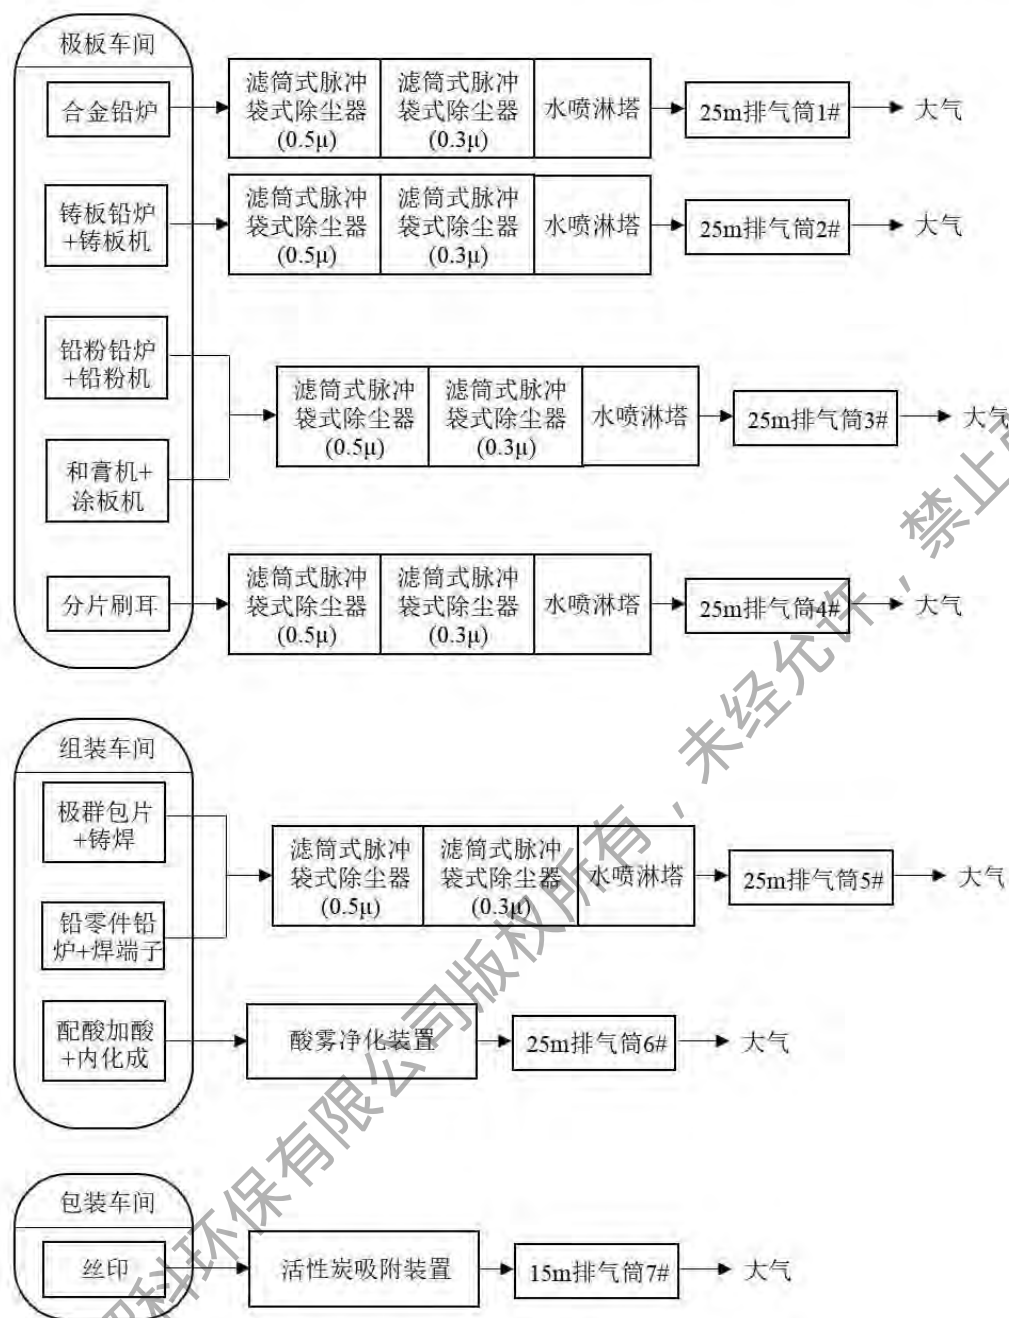 极板车间
合金铅炉
滤筒式脉冲
袋式除尘器
(0.5μ)
滤筒式脉冲
袋式除尘器
(0.3μ)
水喷淋塔
25m排气筒1#
大气
铸板铅炉
+铸板机
滤筒式脉冲
袋式除尘器
(0.5μ)
滤筒式脉冲
袋式除尘器
(0.3μ)
水喷淋塔
25m排气筒2#
大气
铅粉铅炉
+铅粉机
和膏机+
涂板机
滤筒式脉冲
袋式除尘器
(0.5μ)
滤筒式脉冲
袋式除尘器
(0.3μ)
水喷淋塔
25m排气筒3#
大气
分片刷耳
滤筒式脉冲
袋式除尘器
(0.5μ)
滤筒式脉冲
袋式除尘器
(0.3μ)
水喷淋塔
25m排气筒4#
大气
组装车间
极群包片
+铸焊
铅零件铅
炉+焊端子
滤筒式脉冲
袋式除尘器
(0.5μ)
滤筒式脉冲
袋式除尘器
(0.3μ)
水喷淋塔
25m排气筒5#
大气
配酸加酸
+内化成
酸雾净化装置
25m排气筒6#
大气
包装车间
丝印
活性炭吸附装置
15m排气筒7#
大气
科环保有限公司版权所有，未经允许，禁止